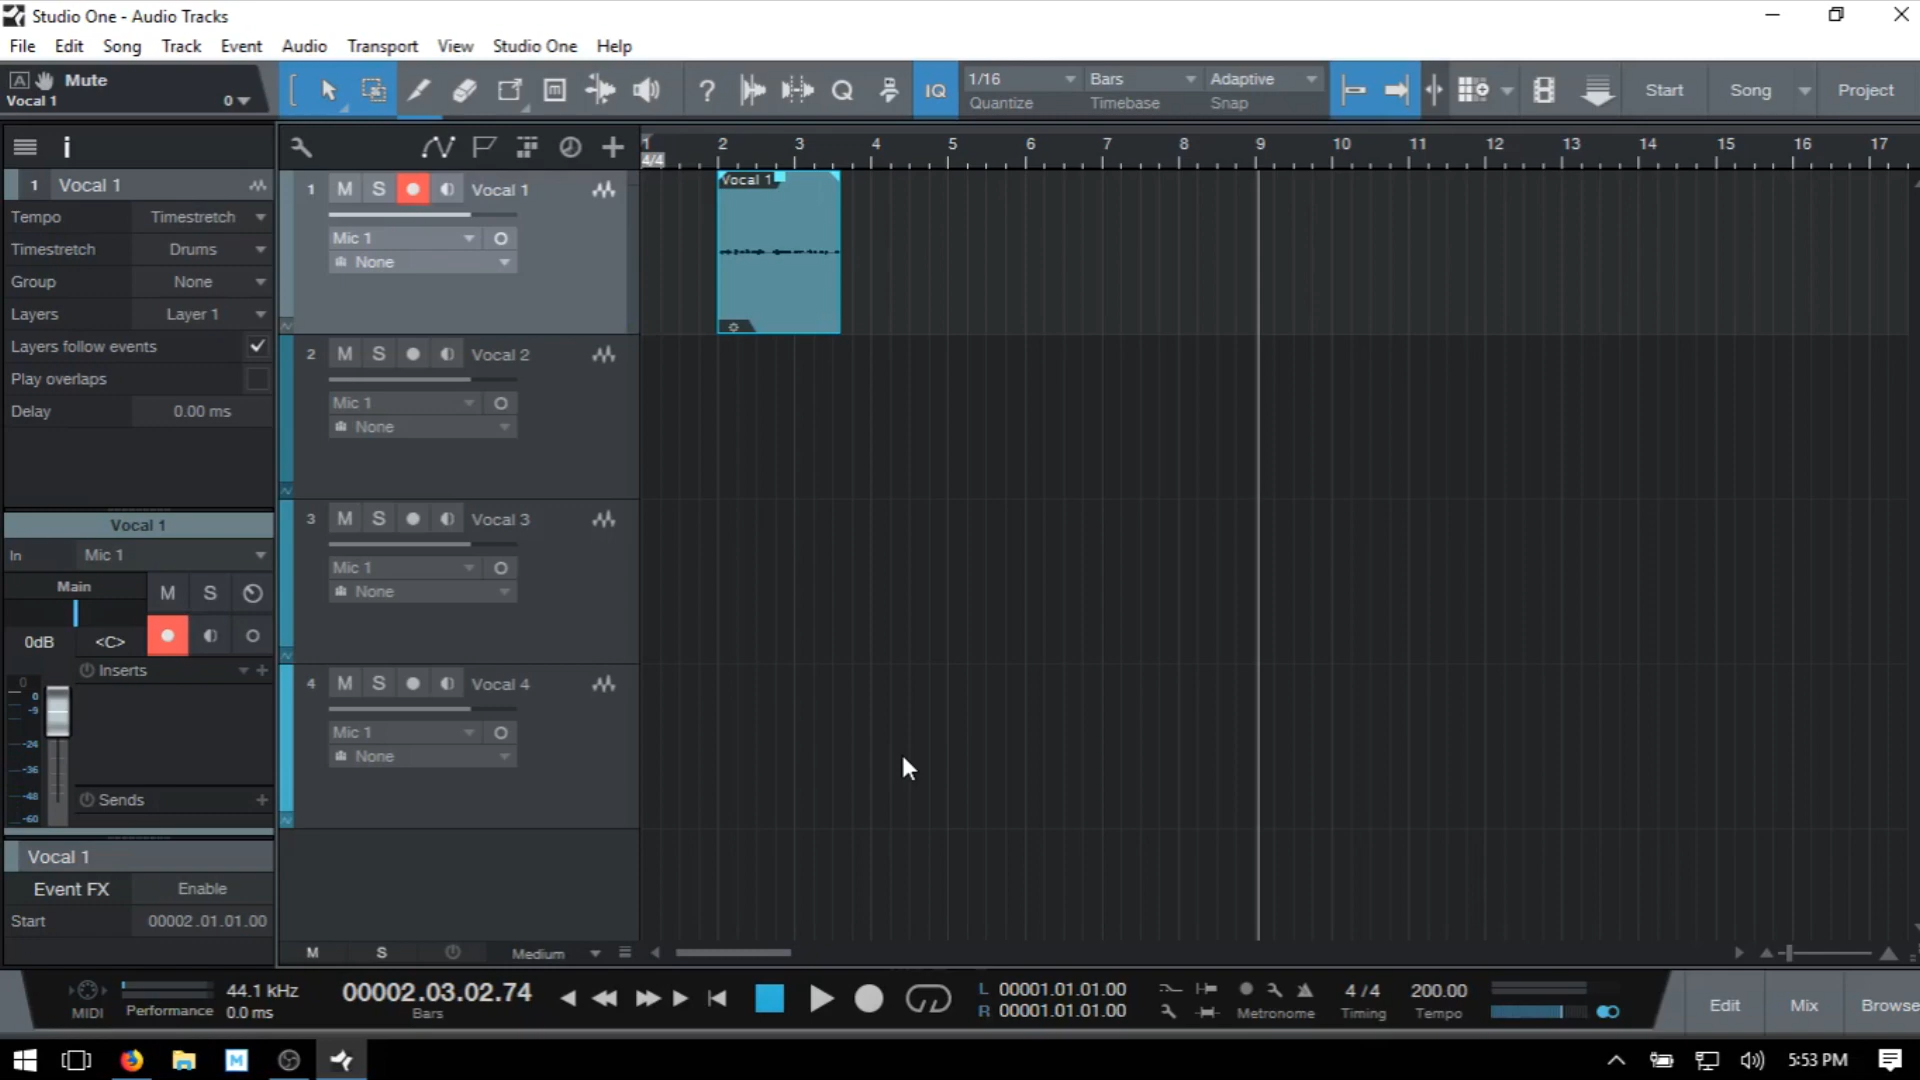 Studio One - Audio Tracks
File Edit Song Track Event Audio Transport View Studio One Help
A Mute
Vocal 1 0
? Q IQ 1/16 Bars Adaptive Start Song Project
Quantize Timebase Snap
i
1 2 3 4 5 6 7 8 9 10 11 12 13 14 15 16 17
4/4
1 Vocal 1
Tempo Timestretch
Timestretch Drums
Group None
Layers Layer 1
Layers follow events
Play overlaps
Delay 0.00 ms
1 M S Vocal 1
Mic 1
None
Vocal 1
2 M S Vocal 2
Mic 1
None
3 M S Vocal 3
Mic 1
None
4 M S Vocal 4
Mic 1
None
Vocal 1
In Mic 1
Main M S
0dB <C>
Inserts
0
0
-9
-24
-36
-48
-60
Sends
Vocal 1
Event FX Enable
Start 00002.01.01.00
M S Medium
MIDI
44.1 kHz
Performance 0.0 ms
00002.03.02.74
Bars
L 00001.01.01.00
R 00001.01.01.00
Metronome
4 / 4
Timing
200.00
Tempo
Edit Mix Browse
M
5:53 PM